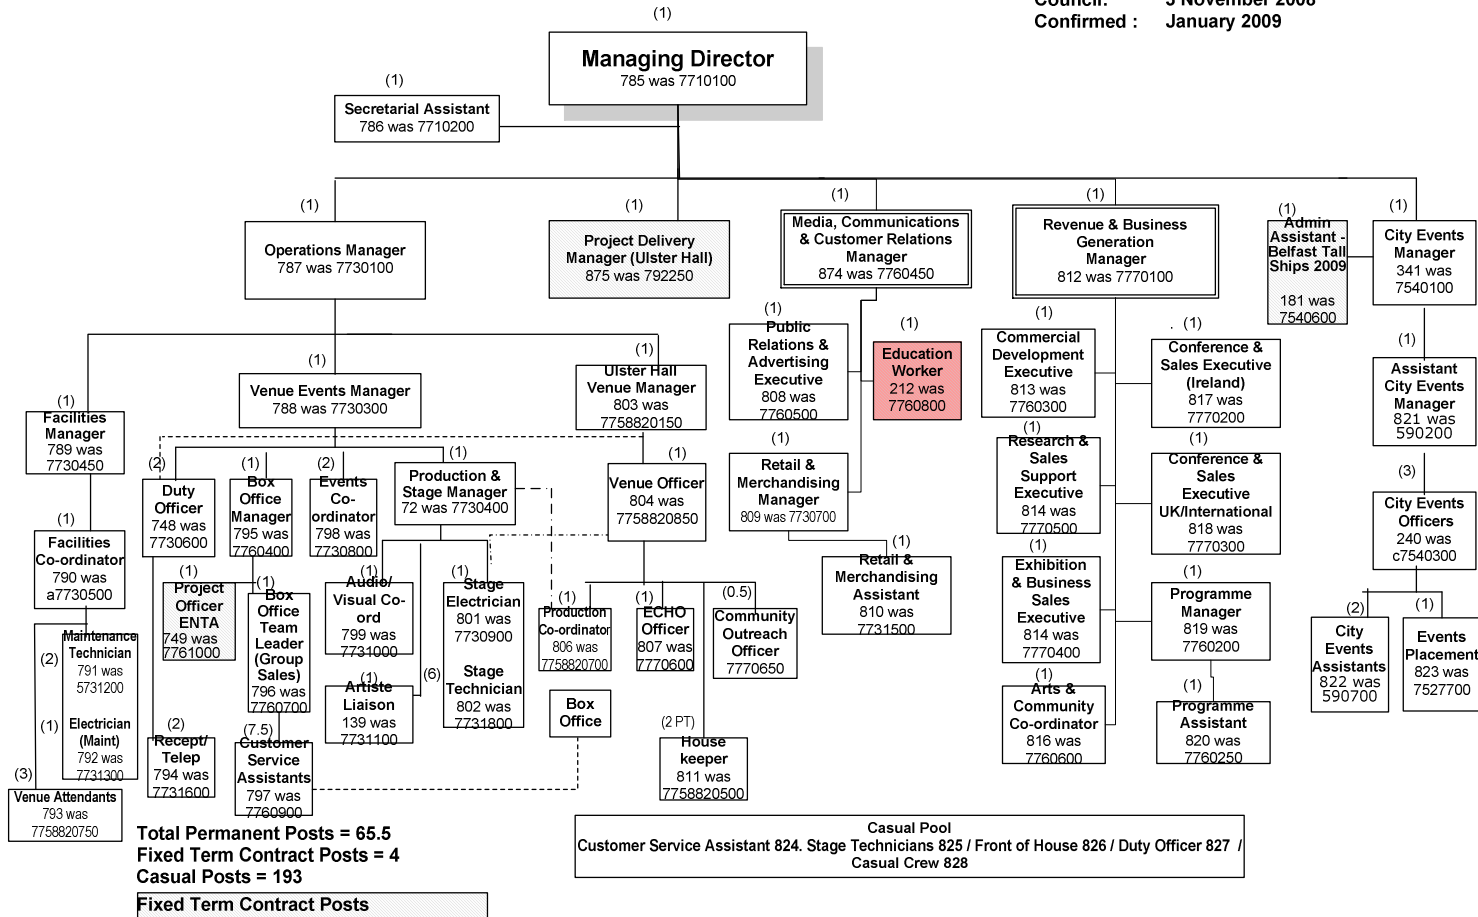 Council: 5 November 2008
Confirmed : January 2009
(1)
Managing Director
785 was 7710100
(1)
Secretarial Assistant
786 was 7710200
(1)
Operations Manager
787 was 7730100
(1)
Project Delivery
Manager (Ulster Hall)
875 was 792250
(1)
Media, Communications
& Customer Relations
Manager
874 was 7760450
(1)
Revenue & Business
Generation
Manager
812 was 7770100
(1)
Admin
Assistant -
Belfast Tall
Ships 2009
181 was
7540600
(1)
City Events
Manager
341 was
7540100
(1)
Facilities
Manager
789 was
7730450
(1)
Venue Events Manager
788 was 7730300
(1)
Ulster Hall
Venue Manager
803 was
7758820150
(1)
Public
Relations &
Advertising
Executive
808 was
7760500
(1)
Education
Worker
212 was
7760800
(1)
Commercial
Development
Executive
813 was
7760300
(1)
Conference &
Sales Executive
(Ireland)
817 was
7770200
(1)
Assistant
City Events
Manager
821 was
590200
(2)
Duty
Officer
748 was
7730600
(1)
Box
Office
Manager
795 was
7760400
(2)
Events
Co-
ordinator
798 was
7730800
(1)
Production &
Stage Manager
72 was 7730400
(1)
Venue Officer
804 was
7758820850
(1)
Retail &
Merchandising
Manager
809 was 7730700
(1)
Research &
Sales
Support
Executive
814 was
7770500
(1)
Conference &
Sales
Executive
UK/International
818 was
7770300
(3)
City Events
Officers
240 was
c7540300
(1)
Facilities
Co-ordinator
790 was
a7730500
(1)
Project
Officer
ENTA
749 was
7761000
(1)
Box
Office
Team
Leader
(Group
Sales)
796 was
7760700
(1)
Audio/
Visual Co-
ord
799 was
7731000
(1)
Stage
Electrician
801 was
7730900
(6)
Stage
Technician
802 was
7731800
(1)
Production
Co-ordinator
806 was
7758820700
(1)
ECHO
Officer
807 was
7770600
(0.5)
Community
Outreach
Officer
7770650
(1)
Retail &
Merchandising
Assistant
810 was
7731500
(1)
Exhibition
& Business
Sales
Executive
814 was
7770400
(1)
Programme
Manager
819 was
7760200
(2)
City
Events
Assistants
822 was
590700
(1)
Events
Placement
823 was
7527700
(2)
Maintenance
Technician
791 was
5731200
(1)
Electrician
(Maint)
792 was
7731300
(1)
Artiste
Liaison
139 was
7731100
Box
Office
(1)
Arts &
Community
Co-ordinator
816 was
7760600
(1)
Programme
Assistant
820 was
7760250
(3)
Venue Attendants
793 was
7758820750
(2)
Recept/
Telep
794 was
7731600
(7.5)
Customer
Service
Assistants
797 was
7760900
(2 PT)
House
keeper
811 was
7758820500
Total Permanent Posts = 65.5
Fixed Term Contract Posts = 4
Casual Posts = 193
Fixed Term Contract Posts
Casual Pool
Customer Service Assistant 824. Stage Technicians 825 / Front of House 826 / Duty Officer 827 /
Casual Crew 828